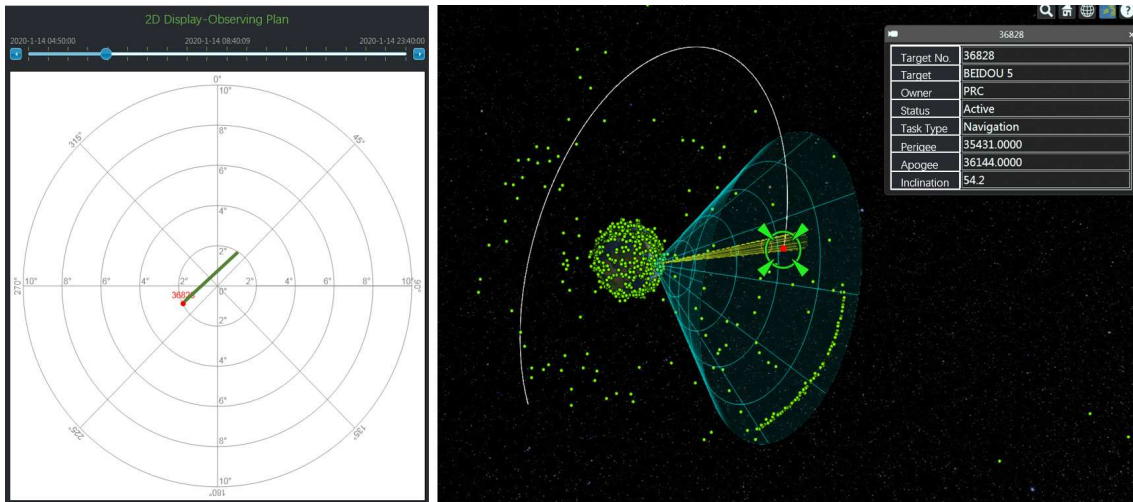 2D Display-Observing Plan
2020-1-14 04:50:00 2020-1-14 08:40:09 2020-1-14 23:40:00
0°
10°
315° 45°
8°
6°
4°
2°
270° 10° 8° 6° 4° 2° 0° 2° 4° 6° 8° 10° 90°
36828
2°
4°
6°
225° 135°
8°
10°
180°
36828
Target No. 36828
Target BEIDOU 5
Owner PRC
Status Active
Task Type Navigation
Perigee 35431.0000
Apogee 36144.0000
Inclination 54.2